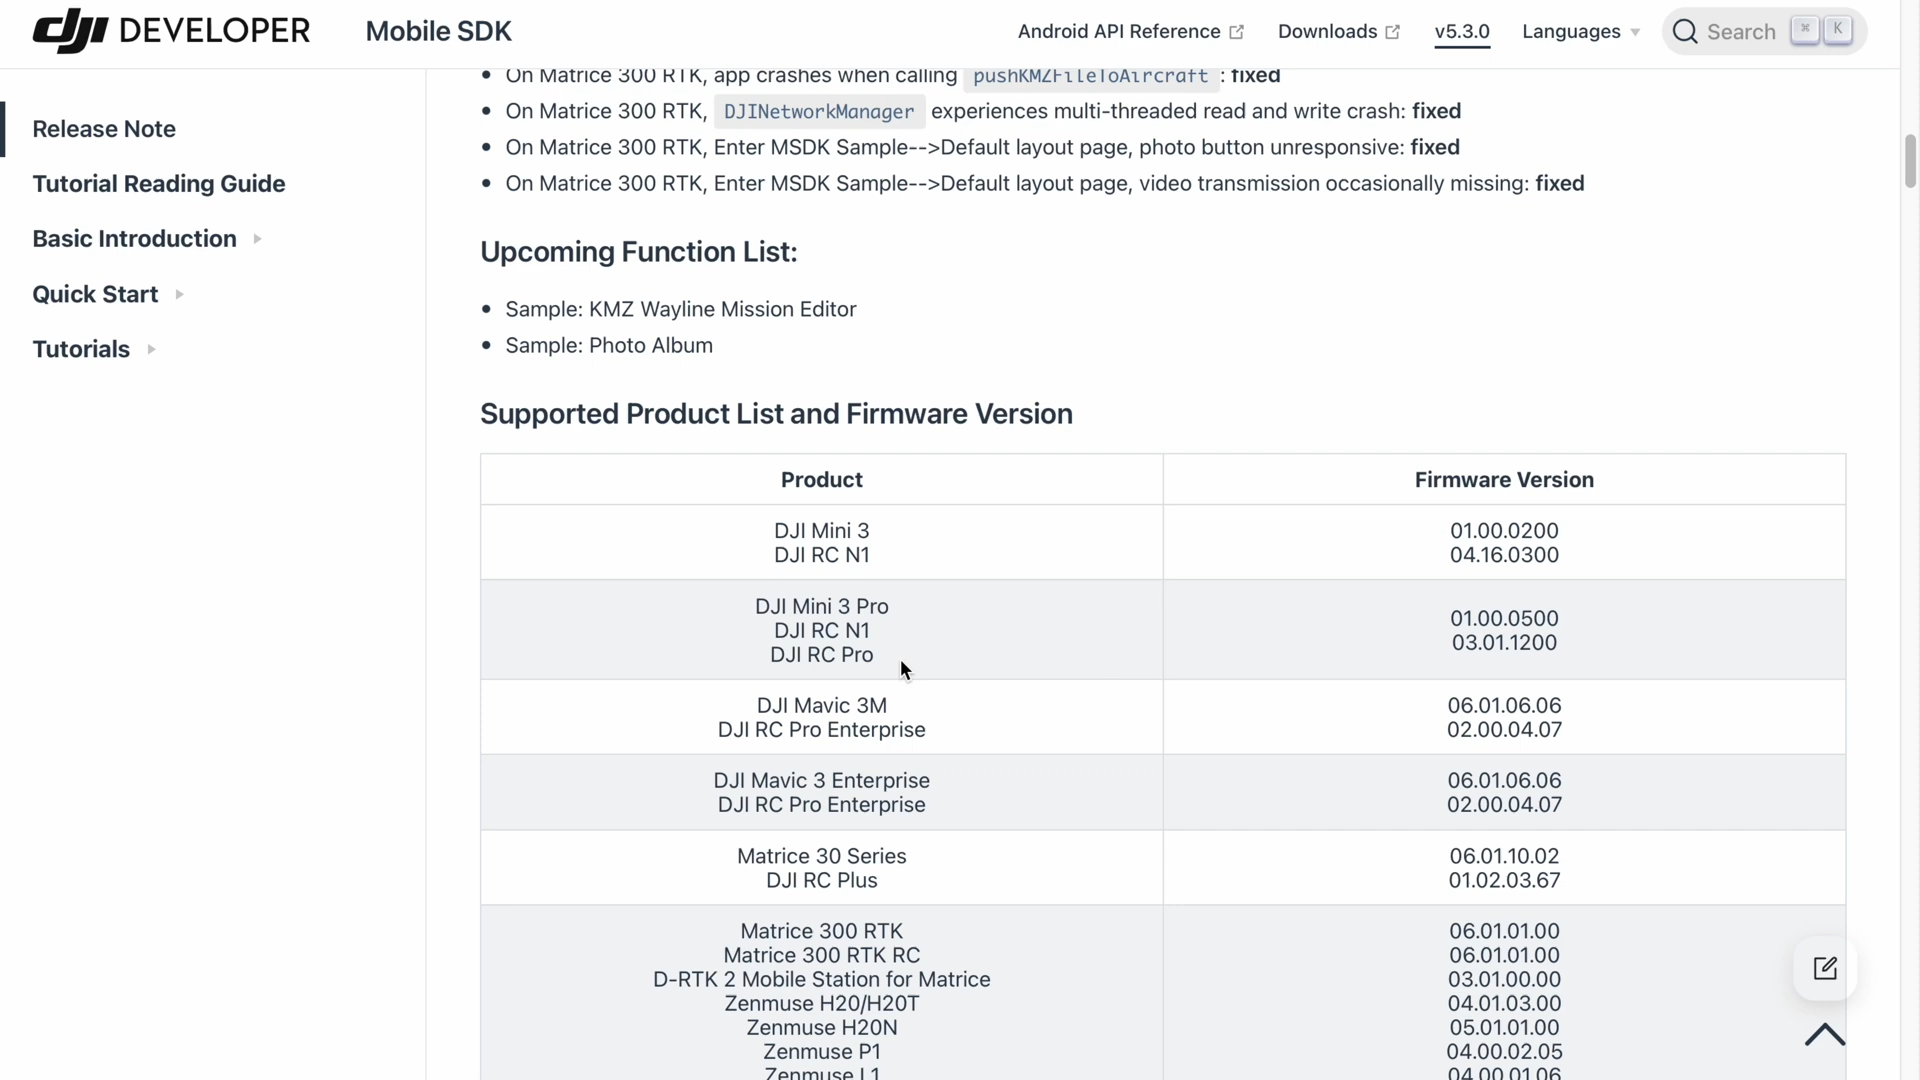 dji DEVELOPER
Mobile SDK
Android API Reference
Downloads
v5.3.0
Languages
Search
⌘
K
Release Note
Tutorial Reading Guide
Basic Introduction
Quick Start
Tutorials
On Matrice 300 RTK, app crashes when calling pushKMZFileToAircraft : fixed
On Matrice 300 RTK, DJINetworkManager experiences multi-threaded read and write crash: fixed
On Matrice 300 RTK, Enter MSDK Sample-->Default layout page, photo button unresponsive: fixed
On Matrice 300 RTK, Enter MSDK Sample-->Default layout page, video transmission occasionally missing: fixed
Upcoming Function List:
Sample: KMZ Wayline Mission Editor
Sample: Photo Album
Supported Product List and Firmware Version
Product
Firmware Version
DJI Mini 3
DJI RC N1
01.00.0200
04.16.0300
DJI Mini 3 Pro
DJI RC N1
DJI RC Pro
01.00.0500
03.01.1200
DJI Mavic 3M
DJI RC Pro Enterprise
06.01.06.06
02.00.04.07
DJI Mavic 3 Enterprise
DJI RC Pro Enterprise
06.01.06.06
02.00.04.07
Matrice 30 Series
DJI RC Plus
06.01.10.02
01.02.03.67
Matrice 300 RTK
Matrice 300 RTK RC
D-RTK 2 Mobile Station for Matrice
Zenmuse H20/H20T
Zenmuse H20N
Zenmuse P1
Zenmuse L1
06.01.01.00
06.01.01.00
03.01.00.00
04.01.03.00
05.01.01.00
04.00.02.05
04.00.01.06